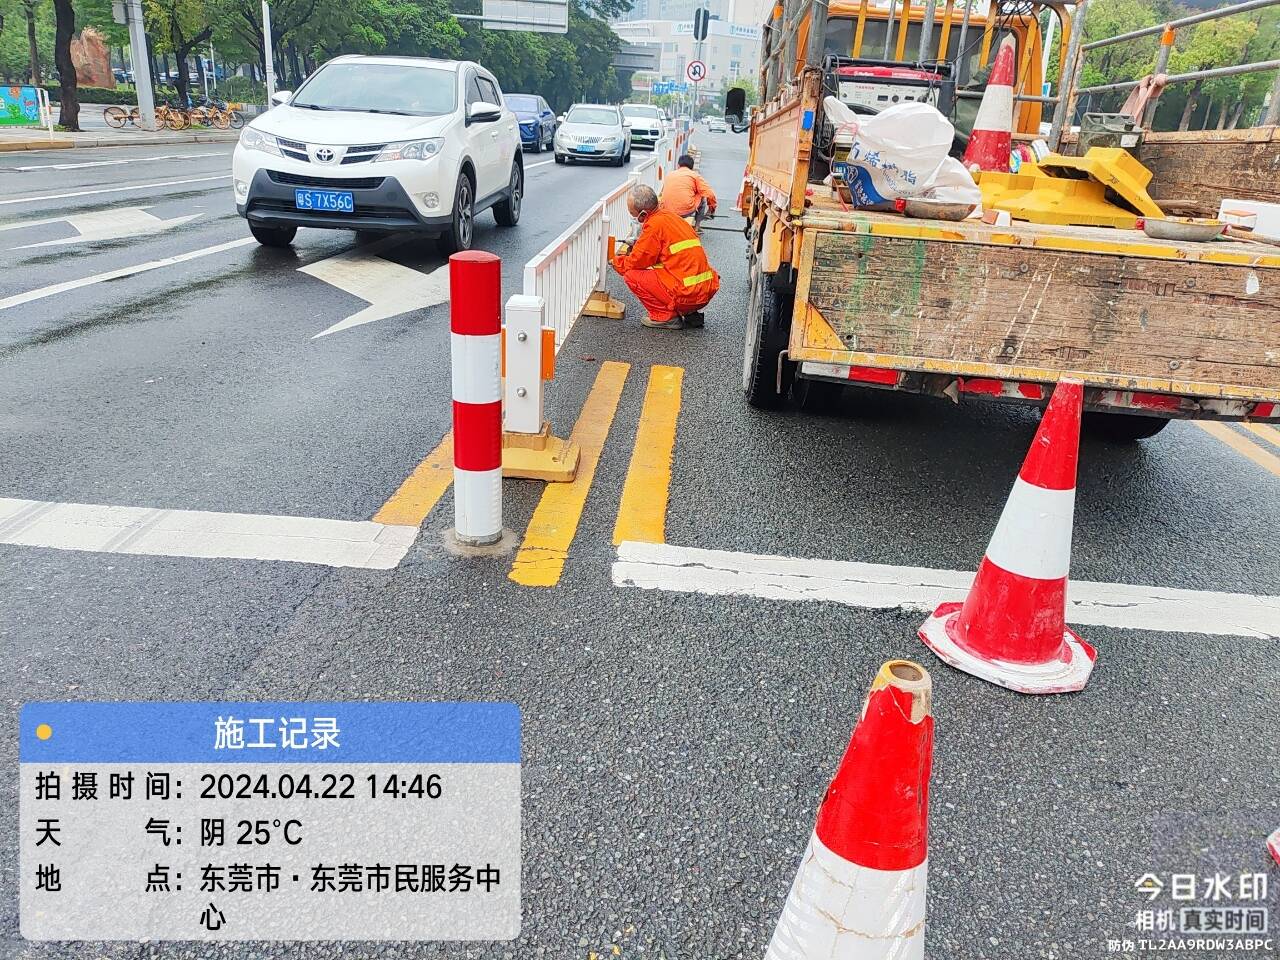 粤S·7X56C
施工记录
拍摄时间：2024.04.22 14:46
天气：阴 25°C
地点：东莞市·东莞市民服务中
心
今日水印
相机 真实时间
防伪 TL2AA9RDW3ABPC